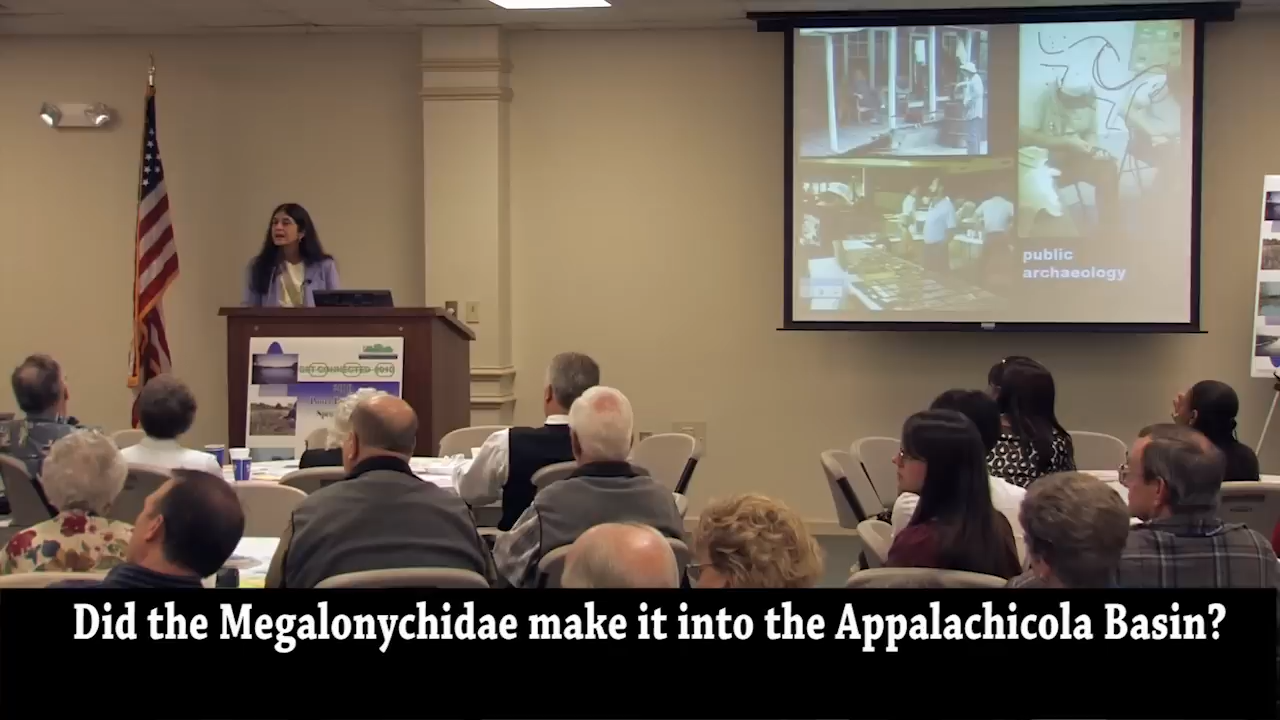 public
archaeology
GET CONNECTED 2010
Did the Megalonychidae make it into the Appalachicola Basin?